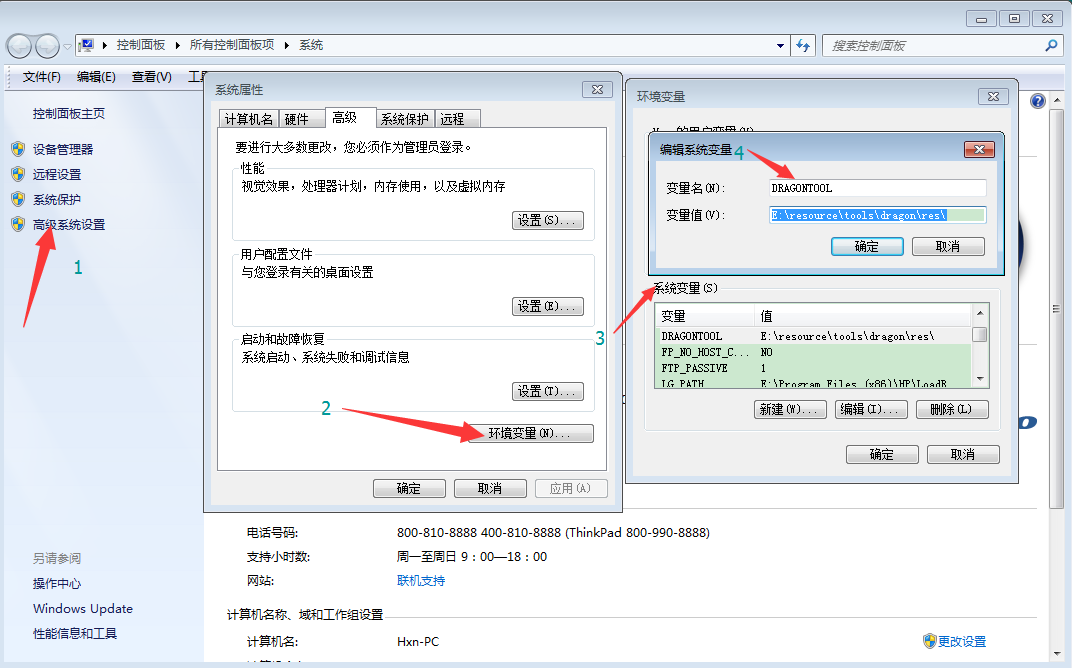 控制面板 ▸ 所有控制面板项 ▸ 系统
搜索控制面板
文件(F) 编辑(E) 查看(V)
控制面板主页
设备管理器
远程设置
系统保护
高级系统设置
1
另请参阅
操作中心
Windows Update
性能信息和工具
系统属性
计算机名 硬件 高级 系统保护 远程
要进行大多数更改，您必须作为管理员登录。
性能
视觉效果，处理器计划，内存使用，以及虚拟内存
设置(S)...
用户配置文件
与您登录有关的桌面设置
设置(E)...
启动和故障恢复
系统启动、系统失败和调试信息
设置(T)...
2
环境变量(N)...
确定 取消 应用(A)
环境变量
编辑系统变量
4
变量名(N): DRAGONTOOL
变量值(V): E:\resource\tools\dragon\res\
确定 取消
3
系统变量(S)
变量 值
DRAGONTOOL E:\resource\tools\dragon\res\
FP_NO_HOST_C... NO
FTP_PASSIVE 1
LG_PATH E:\Program Files (x86)\HP\LoadR
新建(W)... 编辑(I)... 删除(L)
确定 取消
电话号码: 800-810-8888 400-810-8888 (ThinkPad 800-990-8888)
支持小时数: 周一至周日 9：00—18：00
网站: 联机支持
计算机名称、域和工作组设置
计算机名: Hxn-PC
更改设置